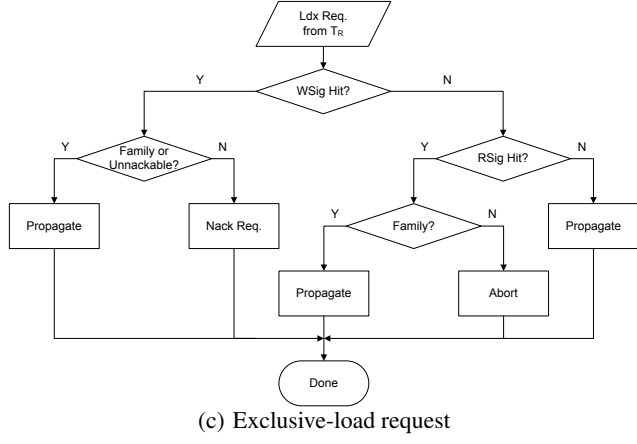 Ldx Req.
from TR
Y
WSig Hit?
N
Y
Family or
Unnackable?
N
Y
RSig Hit?
N
Propagate
Nack Req.
Y
Family?
N
Propagate
Propagate
Abort
Done
(c) Exclusive-load request